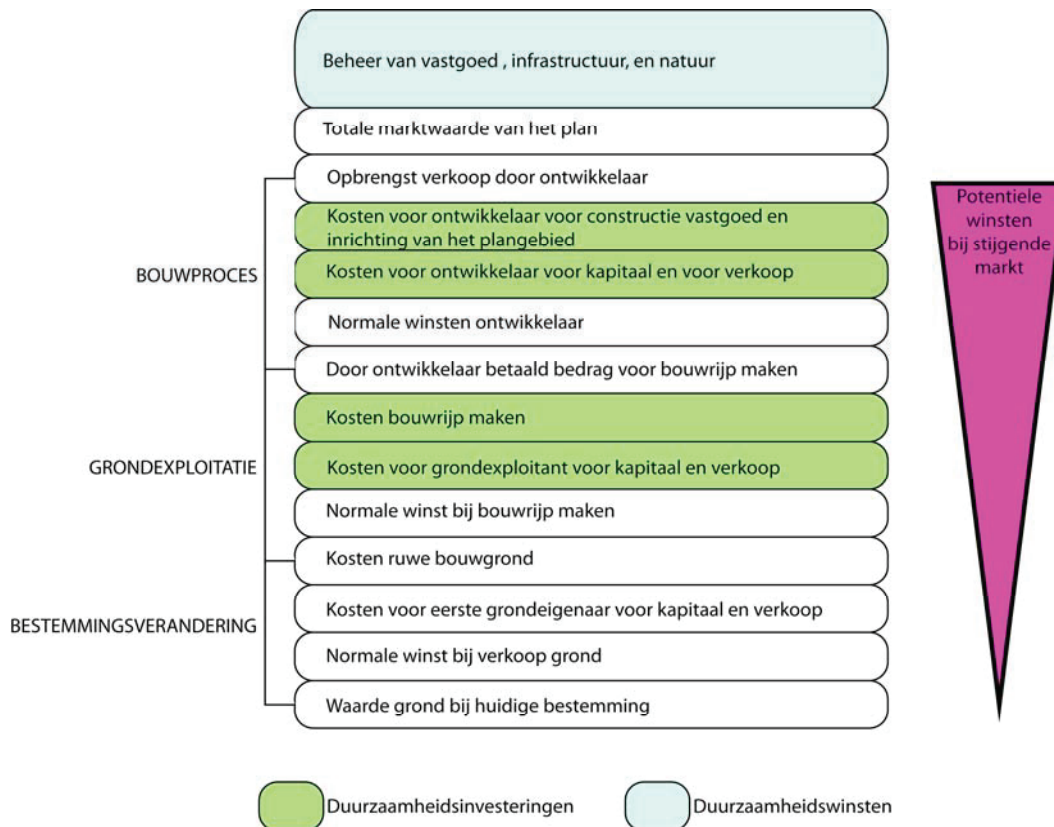 Beheer van vastgoed , infrastructuur, en natuur
Totale marktwaarde van het plan
Opbrengst verkoop door ontwikkelaar
Kosten voor ontwikkelaar voor constructie vastgoed en
inrichting van het plangebied
Kosten voor ontwikkelaar voor kapitaal en voor verkoop
Normale winsten ontwikkelaar
Door ontwikkelaar betaald bedrag voor bouwrijp maken
Kosten bouwrijp maken
Kosten voor grondexploitant voor kapitaal en verkoop
Normale winst bij bouwrijp maken
Kosten ruwe bouwgrond
Kosten voor eerste grondeigenaar voor kapitaal en verkoop
Normale winst bij verkoop grond
Waarde grond bij huidige bestemming
BOUWPROCES
GRONDEXPLOITATIE
BESTEMMINGSVERANDERING
Potentiele
winsten
bij stijgende
markt
Duurzaamheidsinvesteringen
Duurzaamheidswinsten